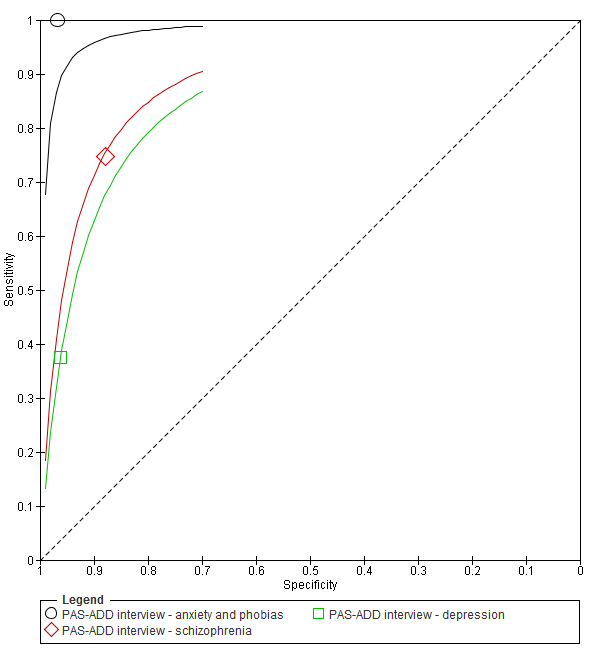 1
0.9
0.8
0.7
0.6
0.5
0.4
0.3
0.2
0.1
0
Sensitivity
1 0.9 0.8 0.7 0.6 0.5 0.4 0.3 0.2 0.1 0
Specificity
Legend
PAS-ADD interview - anxiety and phobias PAS-ADD interview - depression
PAS-ADD interview - schizophrenia